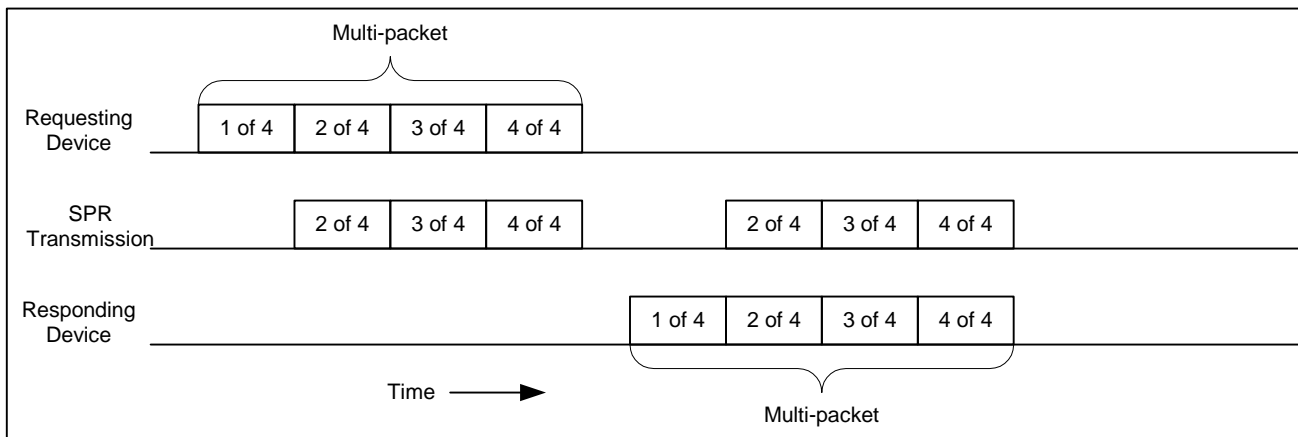 Multi-packet
Requesting
Device
1 of 4 2 of 4 3 of 4 4 of 4
SPR
Transmission
2 of 4 3 of 4 4 of 4 2 of 4 3 of 4 4 of 4
Responding
Device
1 of 4 2 of 4 3 of 4 4 of 4
Time
Multi-packet